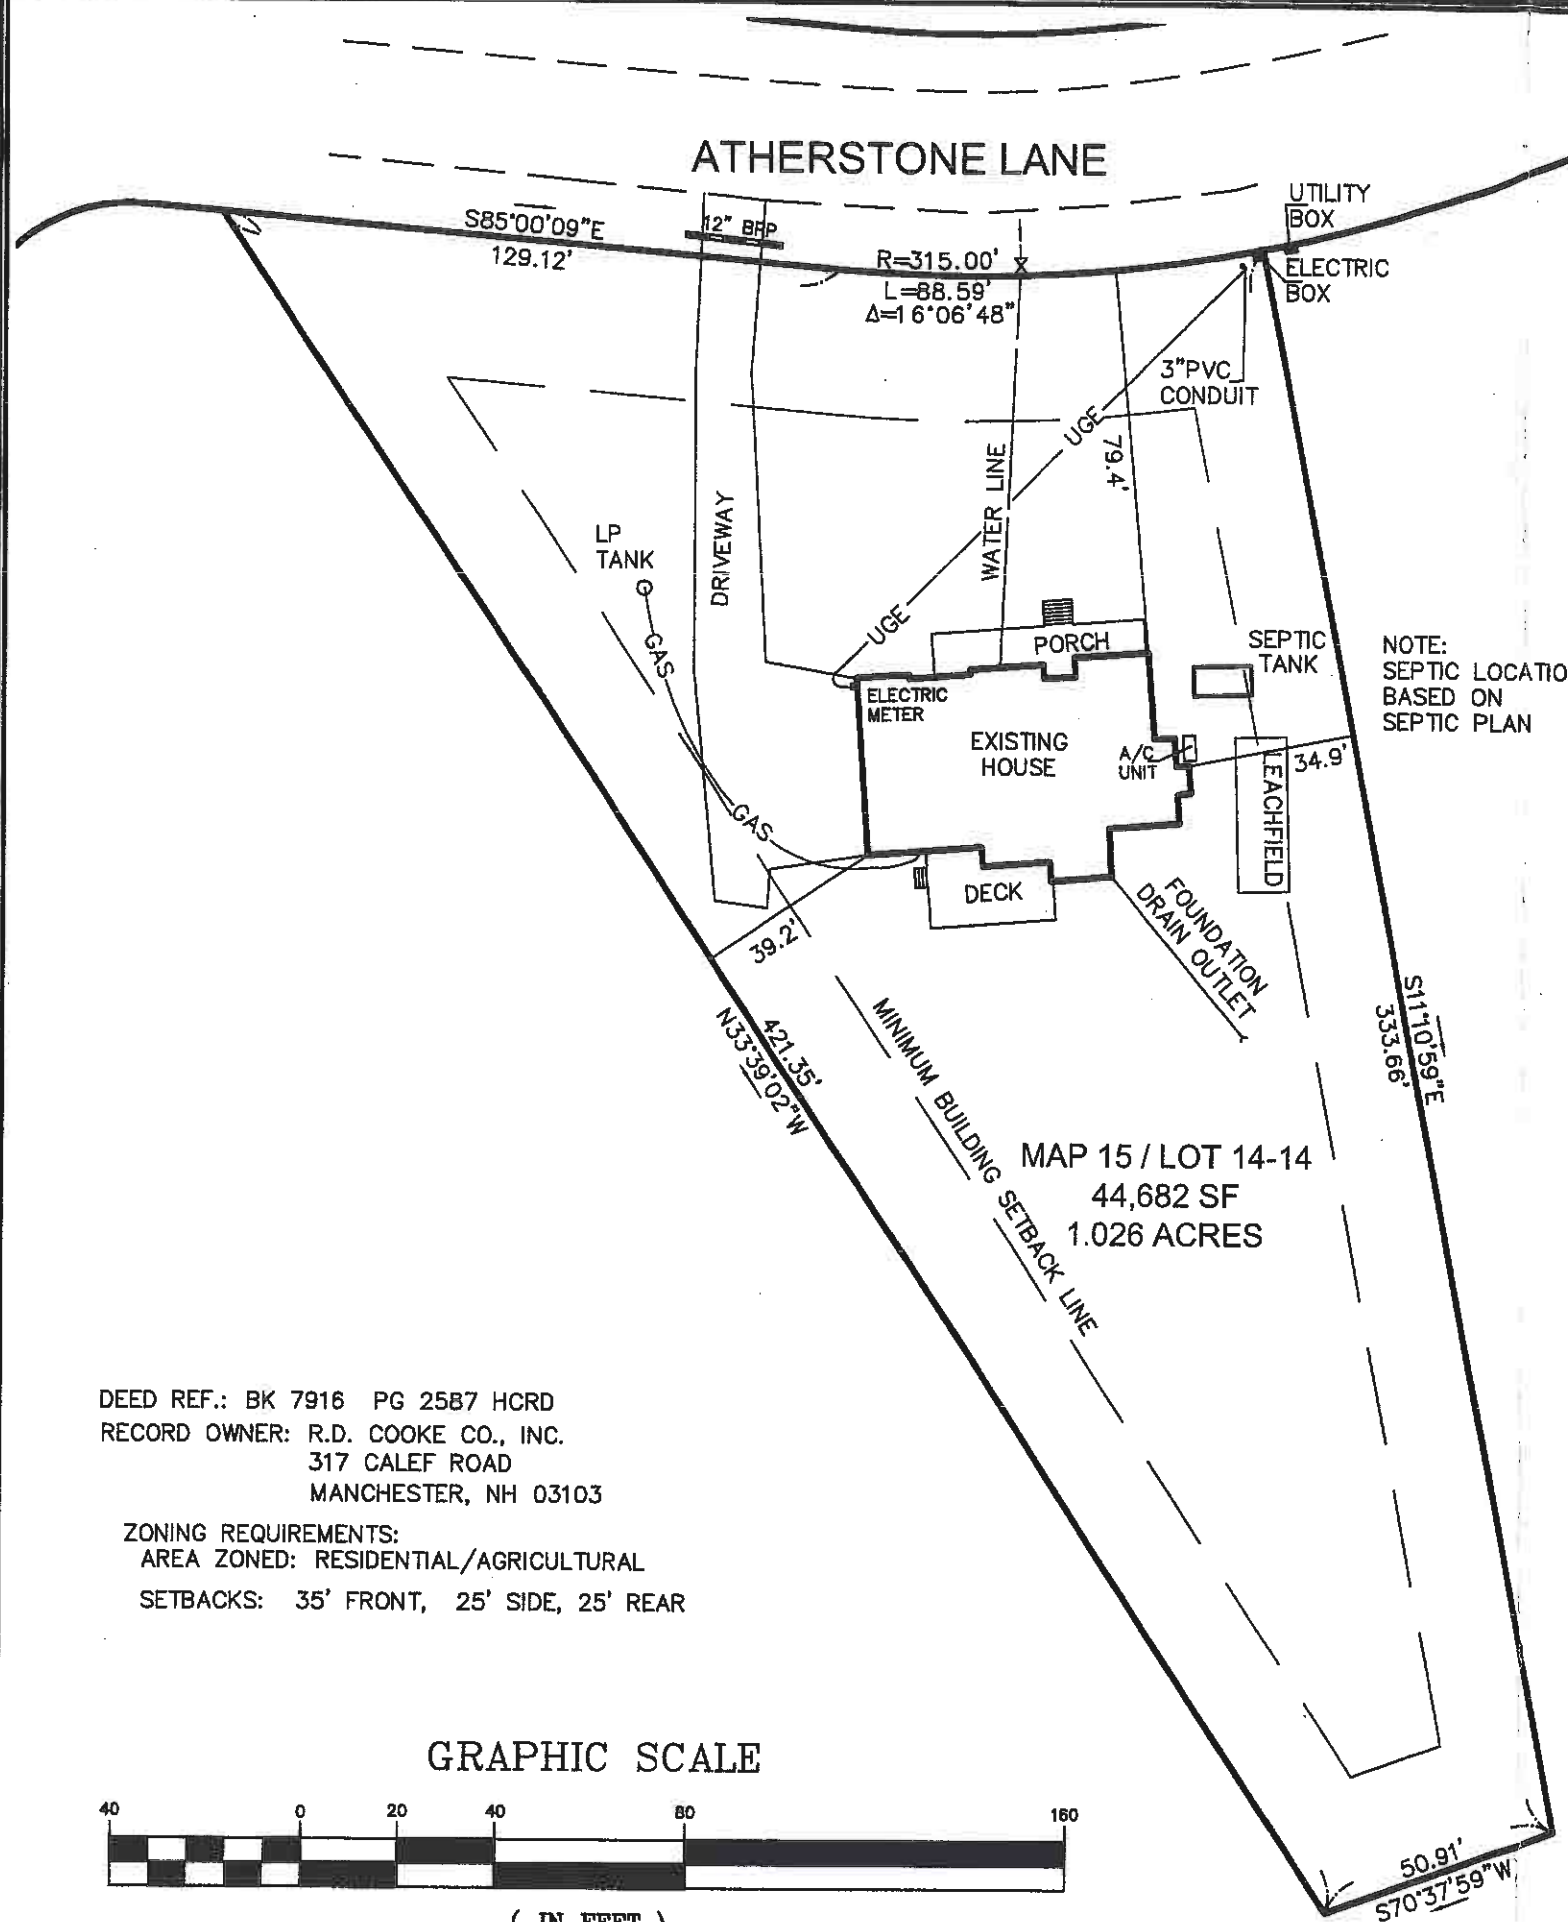 ATHERSTONE LANE
UTILITY
BOX
S85°00'09"E
129.12'
12" BRP
R=315.00'
L=88.59'
Δ=16°06'48"
ELECTRIC
BOX
3"PVC
CONDUIT
UGE
79.4'
WATER LINE
DRIVEWAY
LP
TANK
GAS
UGE
PORCH
SEPTIC
TANK
NOTE:
SEPTIC LOCATIO
BASED ON
SEPTIC PLAN
ELECTRIC
METER
EXISTING
HOUSE
A/C
UNIT
34.9'
LEACHFIELD
GAS
DECK
FOUNDATION
DRAIN OUTLET
39.2'
421.35'
N33°39'02"W
S11°10'59"E
333.66'
MINIMUM BUILDING SETBACK LINE
MAP 15 / LOT 14-14
44,682 SF
1.026 ACRES
DEED REF.: BK 7916 PG 2587 HCRD
RECORD OWNER: R.D. COOKE CO., INC.
317 CALEF ROAD
MANCHESTER, NH 03103
ZONING REQUIREMENTS:
AREA ZONED: RESIDENTIAL/AGRICULTURAL
SETBACKS: 35' FRONT, 25' SIDE, 25' REAR
GRAPHIC SCALE
40 0 20 40 80 160
( IN FEET )
50.91'
S70°37'59"W